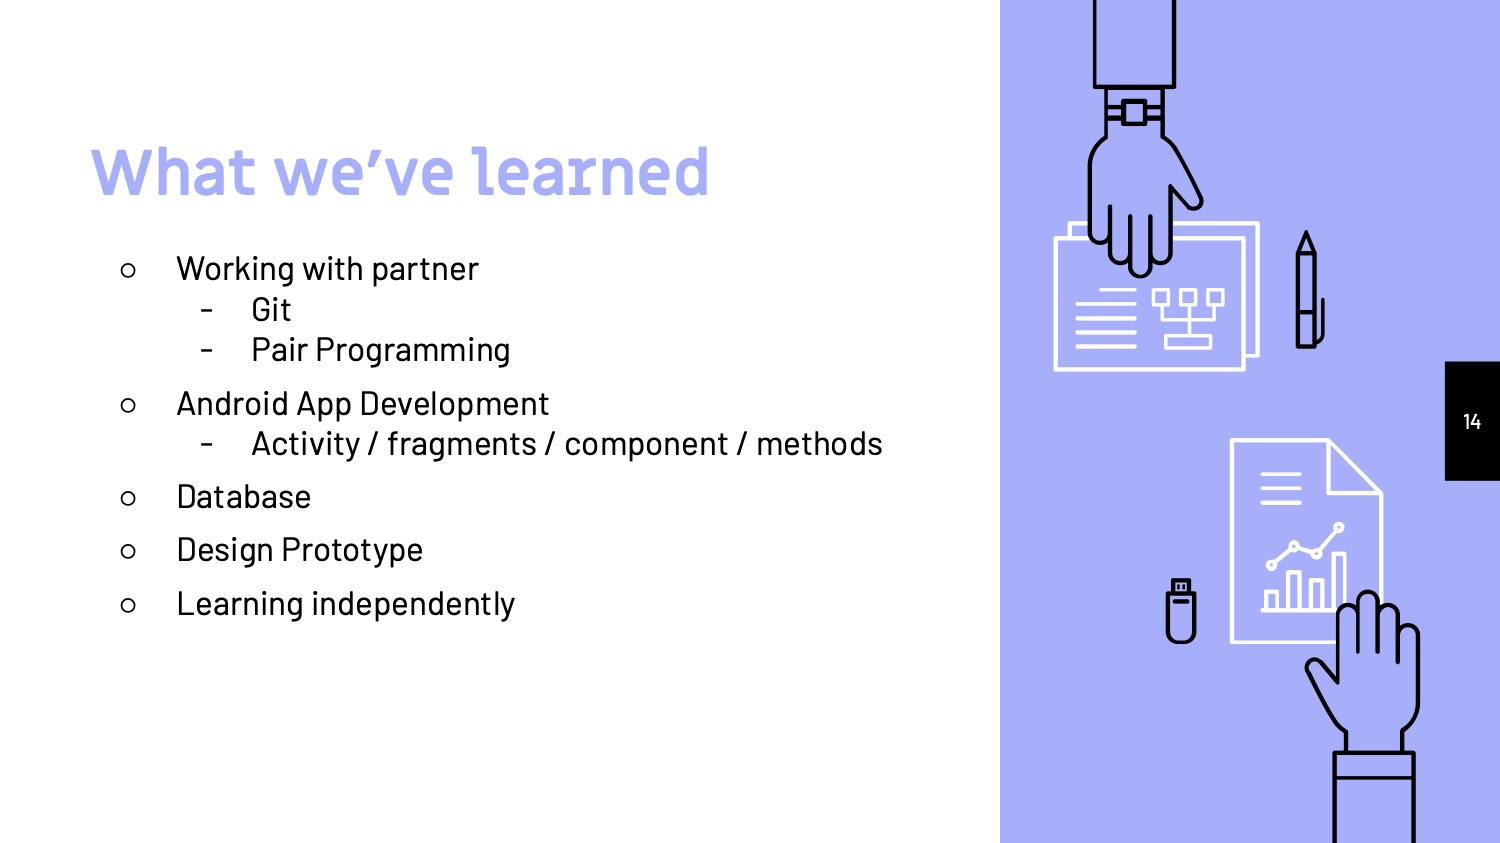 What we’ve learned
○ Working with partner
- Git
- Pair Programming
○ Android App Development
- Activity / fragments / component / methods
○ Database
○ Design Prototype
○ Learning independently
14